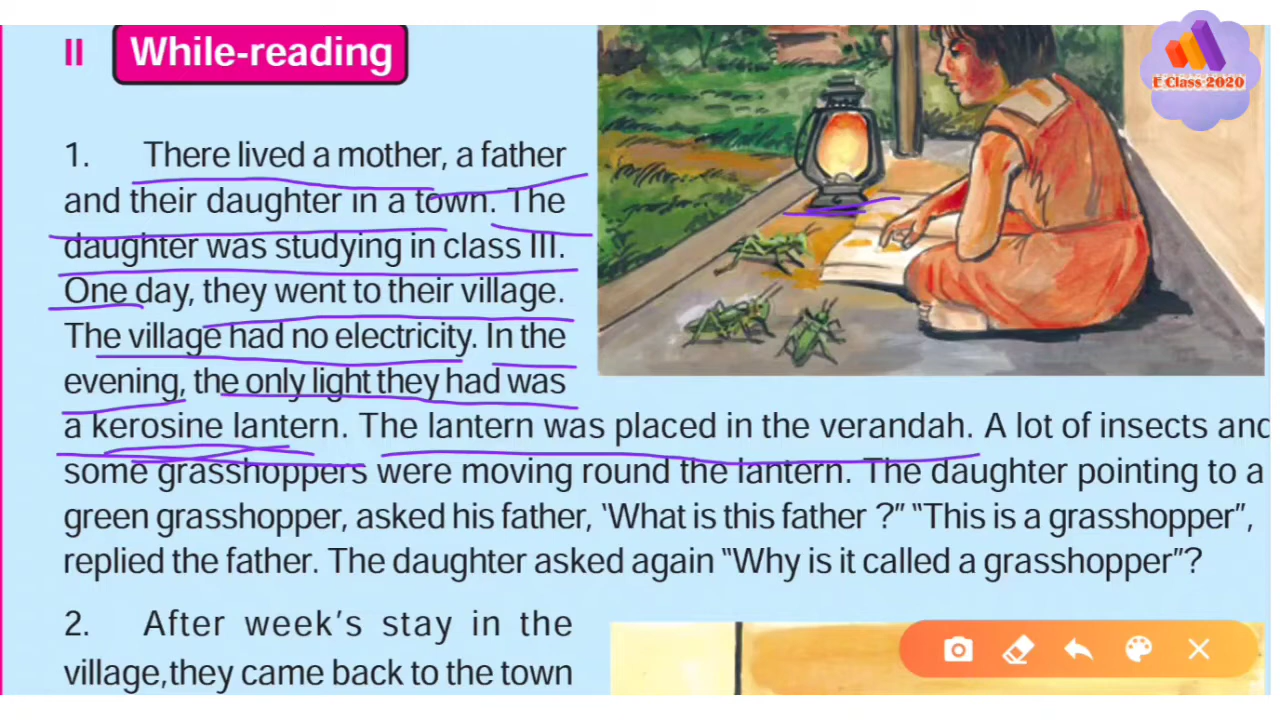 II While-reading
E Class 2020
1. There lived a mother, a father
and their daughter in a town. The
daughter was studying in class III.
One day, they went to their village.
The village had no electricity. In the
evening, the only light they had was
a kerosine lantern. The lantern was placed in the verandah. A lot of insects and
some grasshoppers were moving round the lantern. The daughter pointing to a
green grasshopper, asked his father, ‘What is this father ?” “This is a grasshopper”,
replied the father. The daughter asked again “Why is it called a grasshopper”?
2. After week’s stay in the
village,they came back to the town